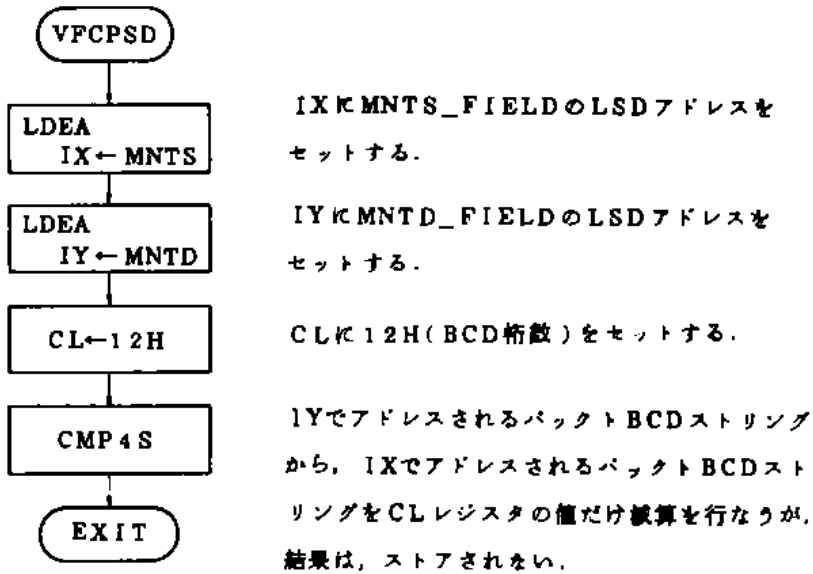 VFCPSD
LDEA
IX←MNTS
IXにMNTS_FIELDのLSDアドレスを
セットする.
LDEA
IY←MNTD
IYにMNTD_FIELDのLSDアドレスを
セットする.
CL←12H
CLに12H(BCD桁数)をセットする.
CMP4S
IYでアドレスされるパックトBCDストリング
から, IXでアドレスされるパックトBCDスト
リングをCLレジスタの値だけ減算を行なうが,
結果は, ストアされない.
EXIT